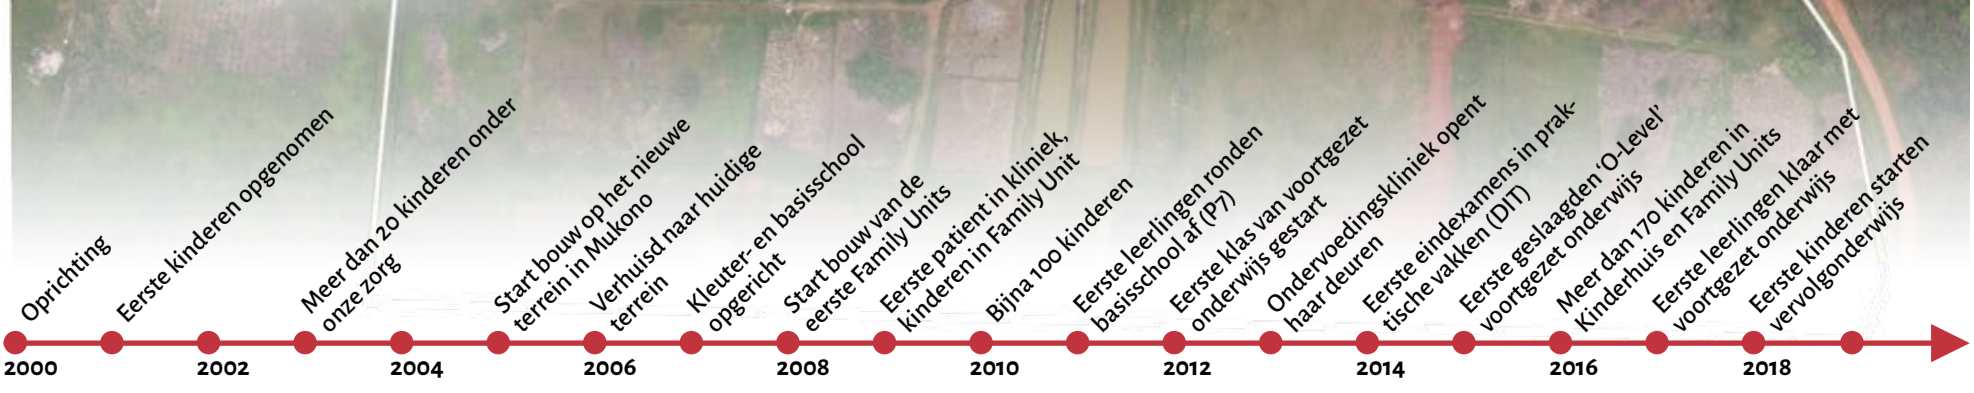 Oprichting
Eerste kinderen opgenomen
Meer dan 20 kinderen onder
onze zorg
Start bouw op het nieuwe
terrein in Mukono
Verhuisd naar huidige
terrein
Kleuter- en basisschool
opgericht
Start bouw van de
eerste Family Units
Eerste patient in kliniek,
kinderen in Family Unit
Bijna 100 kinderen
Eerste leerlingen ronden
basisschool af (P7)
Eerste klas van voortgezet
onderwijs gestart
Ondervoedingskliniek opent
haar deuren
Eerste eindexamens in prak-
tische vakken (DIT)
Eerste geslaagden ‘O-Level’
voortgezet onderwijs
Meer dan 170 kinderen in
Kinderhuis en Family Units
Eerste leerlingen klaar met
voortgezet onderwijs
Eerste kinderen starten
vervolgonderwijs
2000
2002
2004
2006
2008
2010
2012
2014
2016
2018